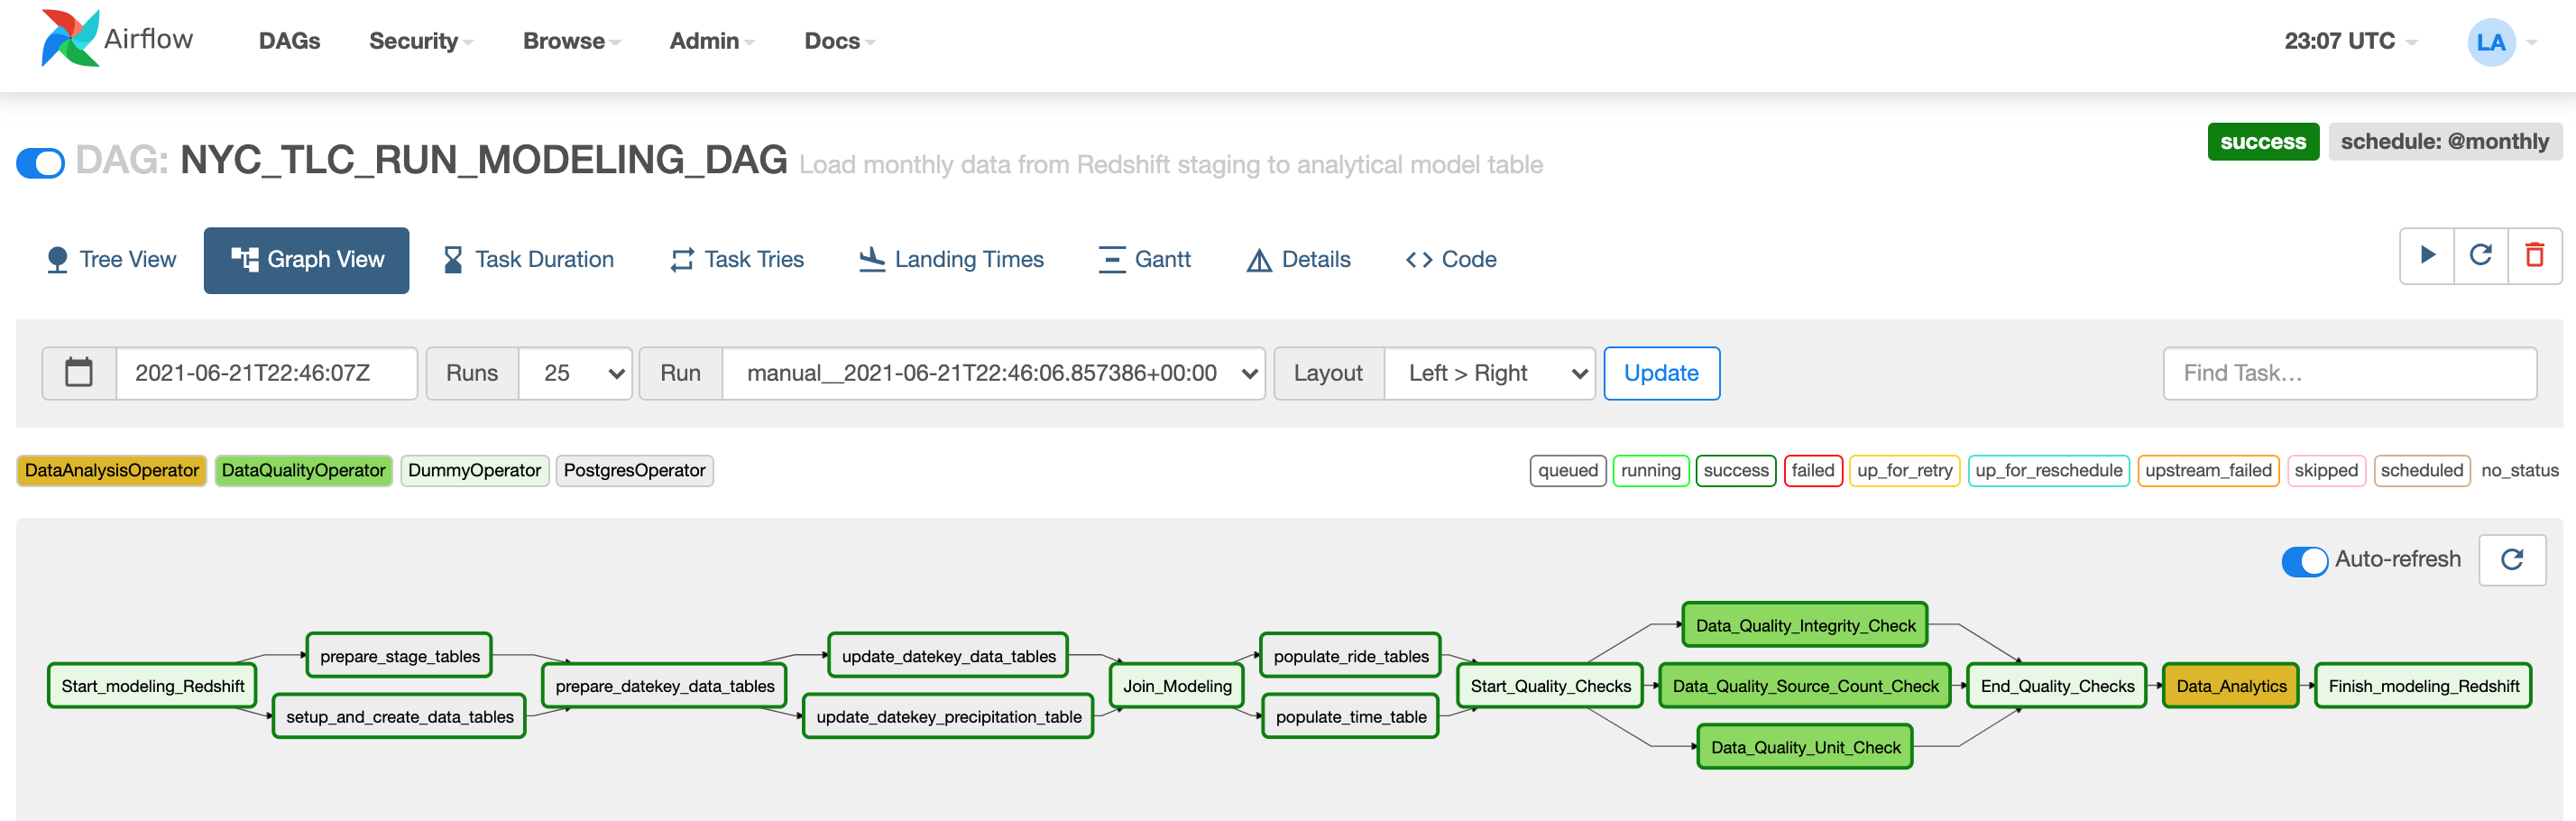 Airflow DAGs Security Browse Admin Docs 23:07 UTC LA
success schedule: @monthly
DAG: NYC_TLC_RUN_MODELING_DAG Load monthly data from Redshift staging to analytical model table
Tree View Graph View Task Duration Task Tries Landing Times Gantt Details Code
2021-06-21T22:46:07Z Runs 25 Run manual__2021-06-21T22:46:06.857386+00:00 Layout Left > Right Update Find Task...
DataAnalysisOperator DataQualityOperator DummyOperator PostgresOperator queued running success failed up_for_retry up_for_reschedule upstream_failed skipped scheduled no_status
Auto-refresh
Start_modeling_Redshift
prepare_stage_tables
setup_and_create_data_tables
prepare_datekey_data_tables
update_datekey_data_tables
update_datekey_precipitation_table
Join_Modeling
populate_ride_tables
populate_time_table
Start_Quality_Checks
Data_Quality_Integrity_Check
Data_Quality_Source_Count_Check
Data_Quality_Unit_Check
End_Quality_Checks
Data_Analytics
Finish_modeling_Redshift